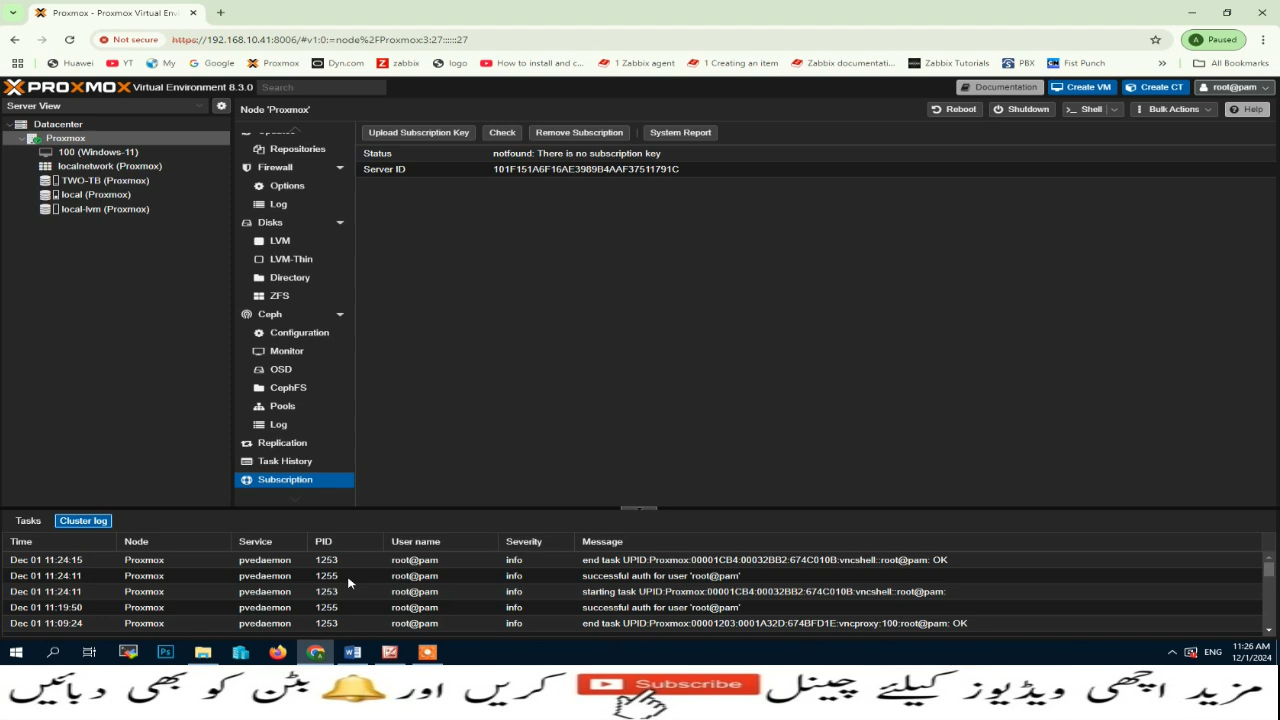 Proxmox - Proxmox Virtual Env
Not secure https://192.168.10.41:8006/#v1:0:=node%2FProxmox:3:27::::::27
A Paused
Huawei YT My Google Proxmox Dyn.com zabbix logo How to install and c... 1 Zabbix agent 1 Creating an item Zabbix documentati... Zabbix Tutorials PBX Fist Punch » All Bookmarks
PROXMOX Virtual Environment 8.3.0 Search Documentation Create VM Create CT root@pam
Server View
Node 'Proxmox' Reboot Shutdown Shell Bulk Actions Help
Datacenter
Proxmox
100 (Windows-11)
localnetwork (Proxmox)
TWO-TB (Proxmox)
local (Proxmox)
local-lvm (Proxmox)
Updates
Repositories
Firewall
Options
Log
Disks
LVM
LVM-Thin
Directory
ZFS
Ceph
Configuration
Monitor
OSD
CephFS
Pools
Log
Replication
Task History
Subscription
Upload Subscription Key Check Remove Subscription System Report
Status notfound: There is no subscription key
Server ID 101F151A6F16AE3989B4AAF37511791C
Tasks Cluster log
Time Node Service PID User name Severity Message
Dec 01 11:24:15 Proxmox pvedaemon 1253 root@pam info end task UPID:Proxmox:00001CB4:00032BB2:674C010B:vncshell::root@pam: OK
Dec 01 11:24:11 Proxmox pvedaemon 1255 root@pam info successful auth for user 'root@pam'
Dec 01 11:24:11 Proxmox pvedaemon 1253 root@pam info starting task UPID:Proxmox:00001CB4:00032BB2:674C010B:vncshell::root@pam:
Dec 01 11:19:50 Proxmox pvedaemon 1255 root@pam info successful auth for user 'root@pam'
Dec 01 11:09:24 Proxmox pvedaemon 1253 root@pam info end task UPID:Proxmox:00001203:0001A32D:674BFD1E:vncproxy:100:root@pam: OK
Ps W ENG 11:26 AM
12/1/2024
مزید اچھی ویڈیوز کیلئے چینل Subscribe کریں اور بٹن کو بھی دبائیں